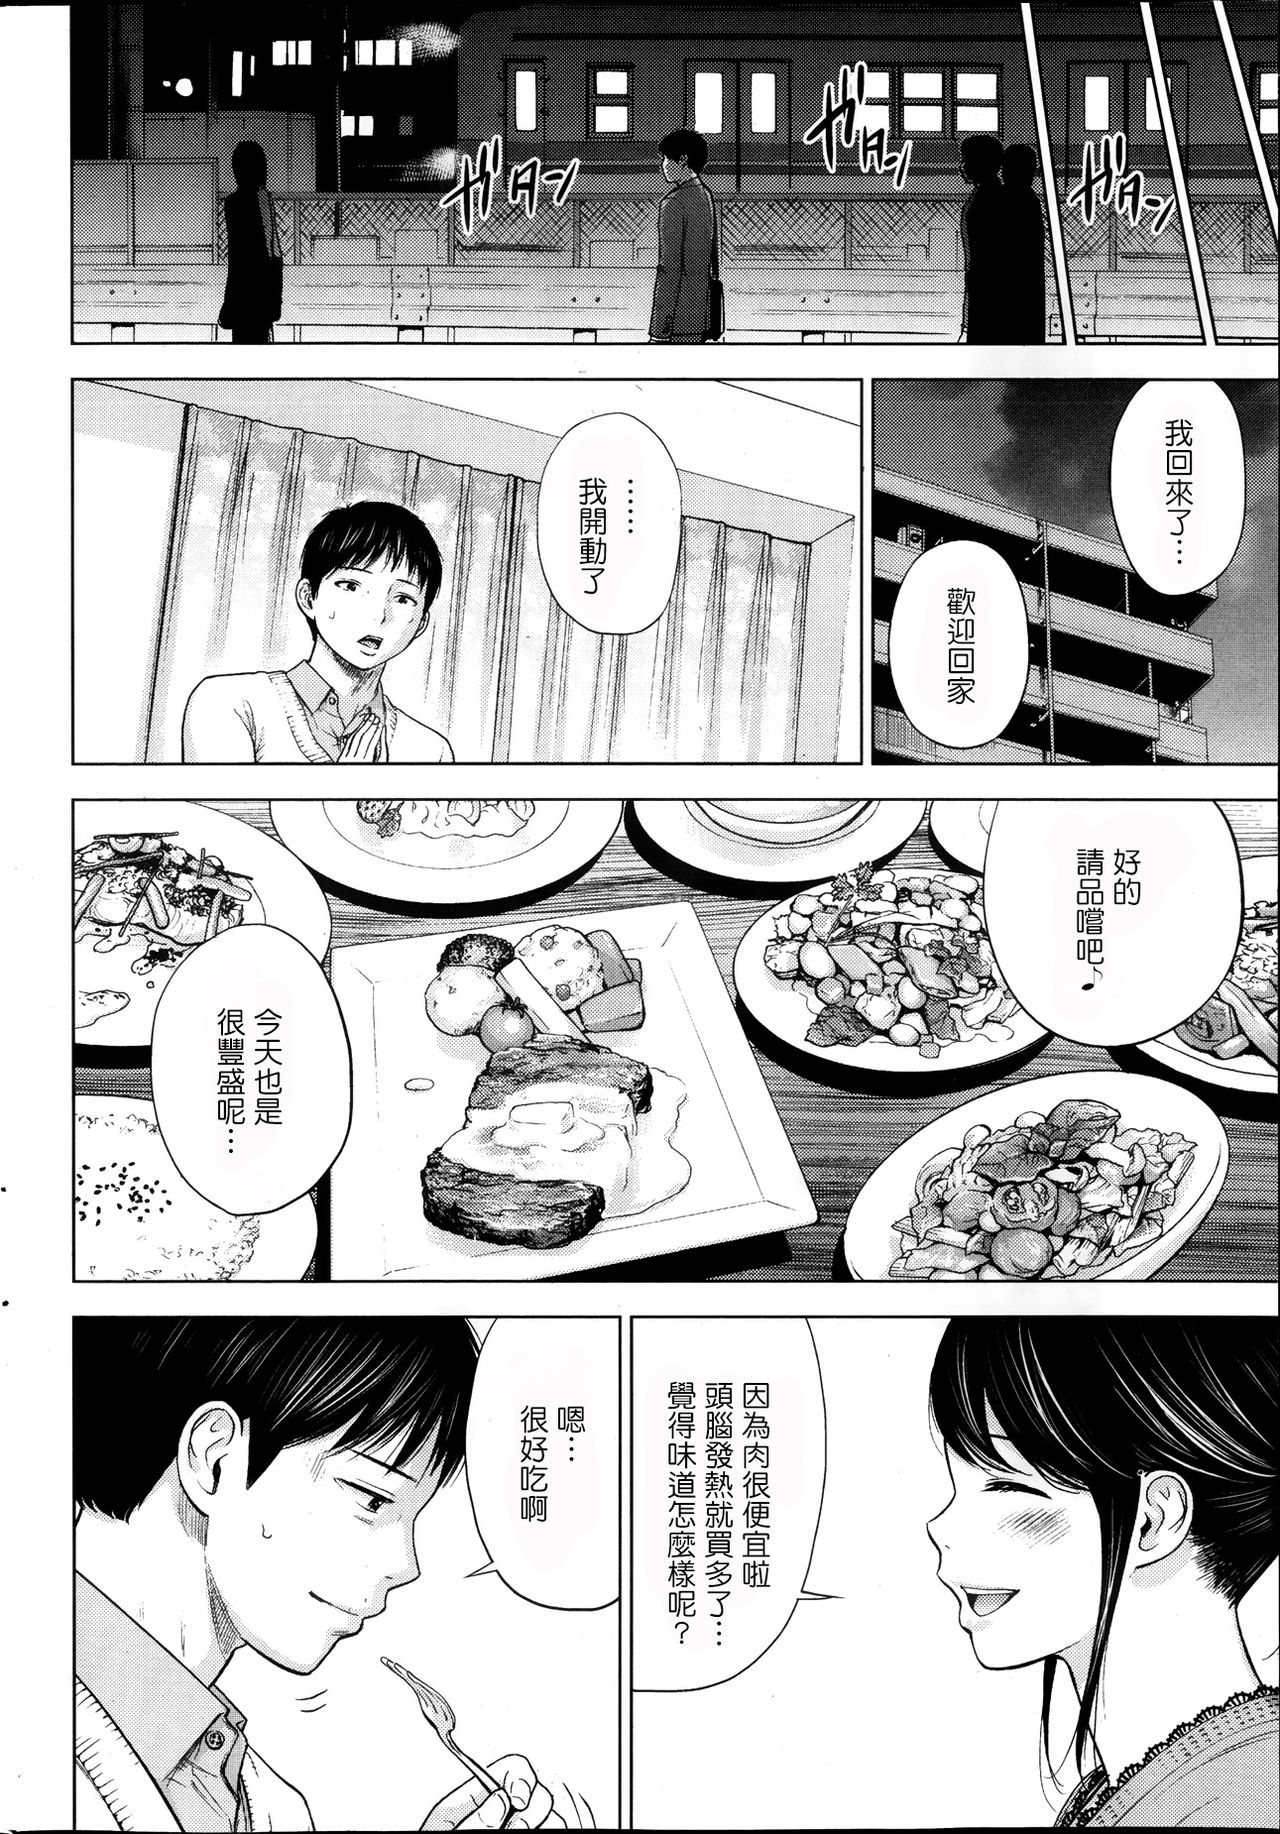 ガタン
ガタン
ガタン
我回來了…
歡迎回家
……
我開動了
好的
請品嚐吧♪
今天也是
很豐盛呢…
因為肉很便宜啦
頭腦發熱就買多了…
覺得味道怎麼樣呢？
嗯…
很好吃啊